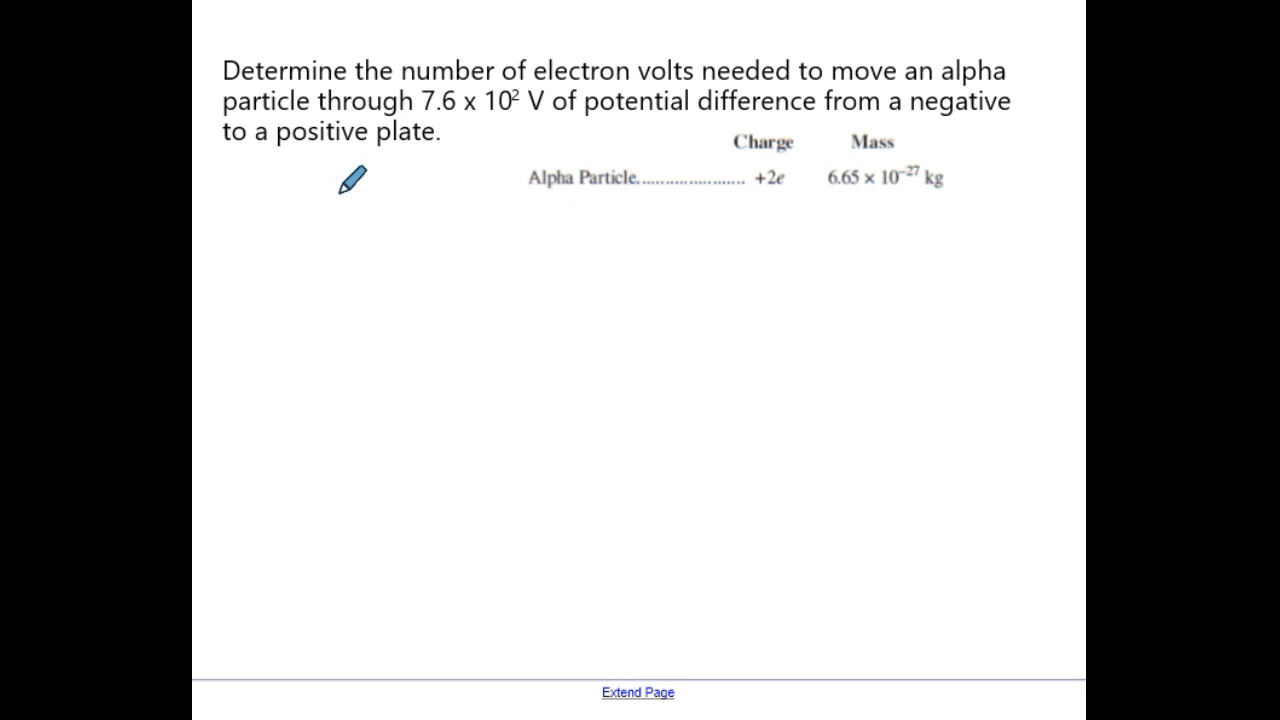 Determine the number of electron volts needed to move an alpha
particle through 7.6 x 10² V of potential difference from a negative
to a positive plate.
Charge Mass
Alpha Particle....................... +2e 6.65 × 10⁻²⁷ kg
Extend Page